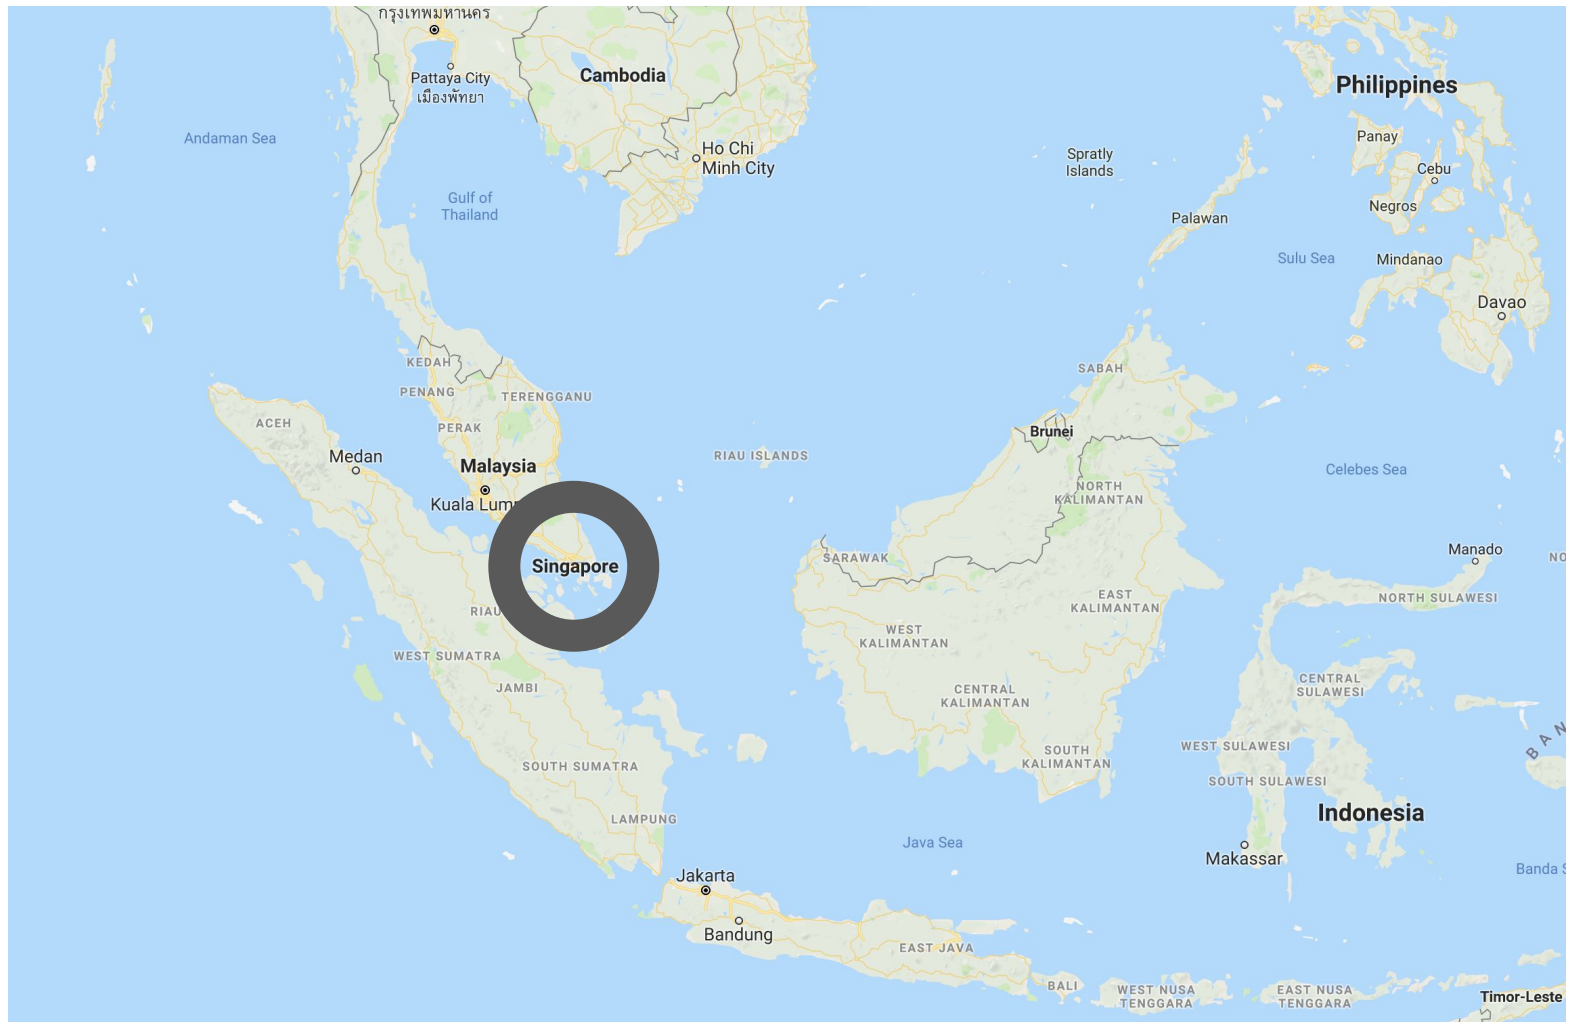 กรุงเทพมหานคร
Pattaya City
เมืองพัทยา
Cambodia
Philippines
Andaman Sea
Ho Chi
Minh City
Spratly
Islands
Panay
Cebu
Gulf of
Thailand
Negros
Palawan
Sulu Sea
Mindanao
Davao
KEDAH
SABAH
PENANG
TERENGGANU
ACEH
PERAK
Brunei
Medan
RIAU ISLANDS
Malaysia
Celebes Sea
Kuala Lum
NORTH
KALIMANTAN
SARAWAK
Manado
NO
Singapore
EAST
KALIMANTAN
NORTH SULAWESI
RIAU
WEST
KALIMANTAN
WEST SUMATRA
JAMBI
CENTRAL
KALIMANTAN
CENTRAL
SULAWESI
BAN
WEST SULAWESI
SOUTH SUMATRA
SOUTH
KALIMANTAN
SOUTH SULAWESI
LAMPUNG
Indonesia
Java Sea
Makassar
Banda S
Jakarta
Bandung
EAST JAVA
BALI
WEST NUSA
TENGGARA
EAST NUSA
TENGGARA
Timor-Leste